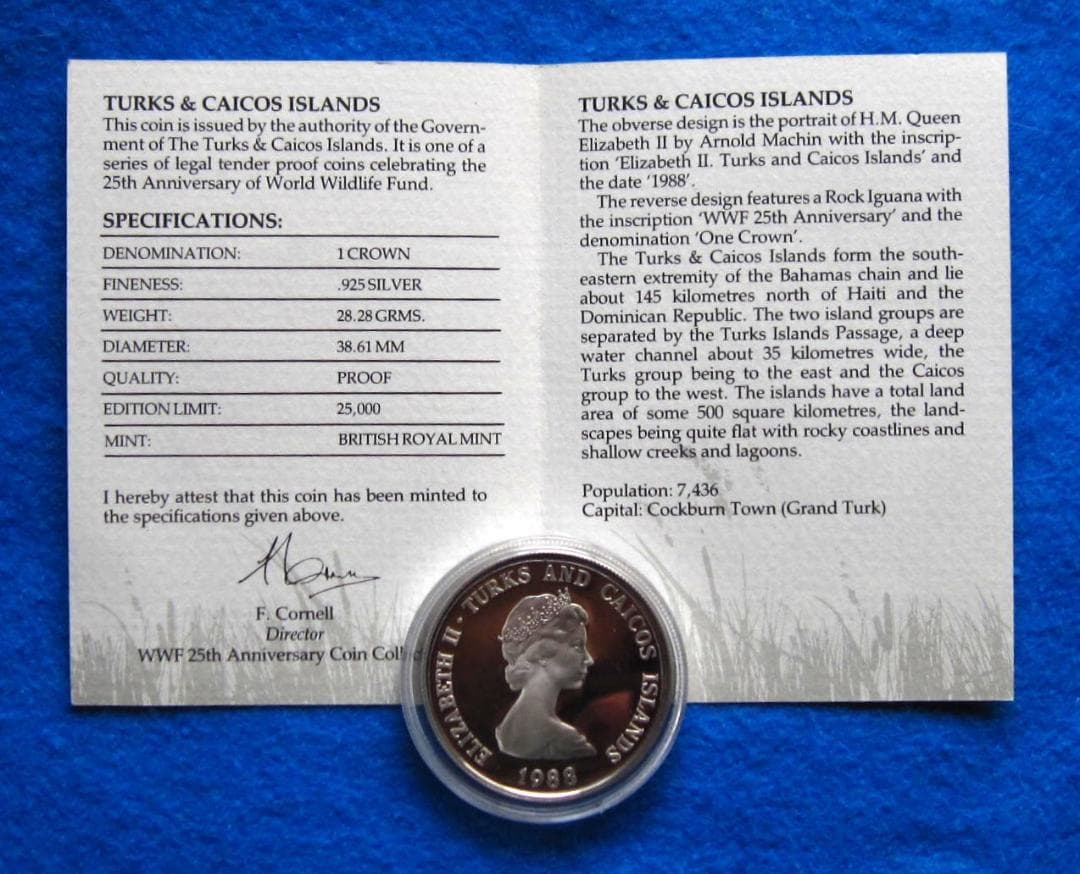 TURKS & CAICOS ISLANDS
This coin is issued by the authority of the Govern-
ment of The Turks & Caicos Islands. It is one of a
series of legal tender proof coins celebrating the
25th Anniversary of World Wildlife Fund.
SPECIFICATIONS:
DENOMINATION: 1 CROWN
FINENESS: .925 SILVER
WEIGHT: 28.28 GRMS.
DIAMETER: 38.61 MM
QUALITY: PROOF
EDITION LIMIT: 25,000
MINT: BRITISH ROYAL MINT
I hereby attest that this coin has been minted to
the specifications given above.
F. Cornell
Director
WWF 25th Anniversary Coin
TURKS & CAICOS ISLANDS
The obverse design is the portrait of H.M. Queen
Elizabeth II by Arnold Machin with the inscrip-
tion 'Elizabeth II. Turks and Caicos Islands' and
the date '1988'.
The reverse design features a Rock Iguana with
the inscription 'WWF 25th Anniversary' and the
denomination 'One Crown'.
The Turks & Caicos Islands form the south-
eastern extremity of the Bahamas chain and lie
about 145 kilometres north of Haiti and the
Dominican Republic. The two island groups are
separated by the Turks Islands Passage, a deep
water channel about 35 kilometres wide, the
Turks group being to the east and the Caicos
group to the west. The islands have a total land
area of some 500 square kilometres, the land-
scapes being quite flat with rocky coastlines and
shallow creeks and lagoons.
Population: 7,436
Capital: Cockburn Town (Grand Turk)
ELIZABETH II · TURKS AND CAICOS ISLANDS
1988